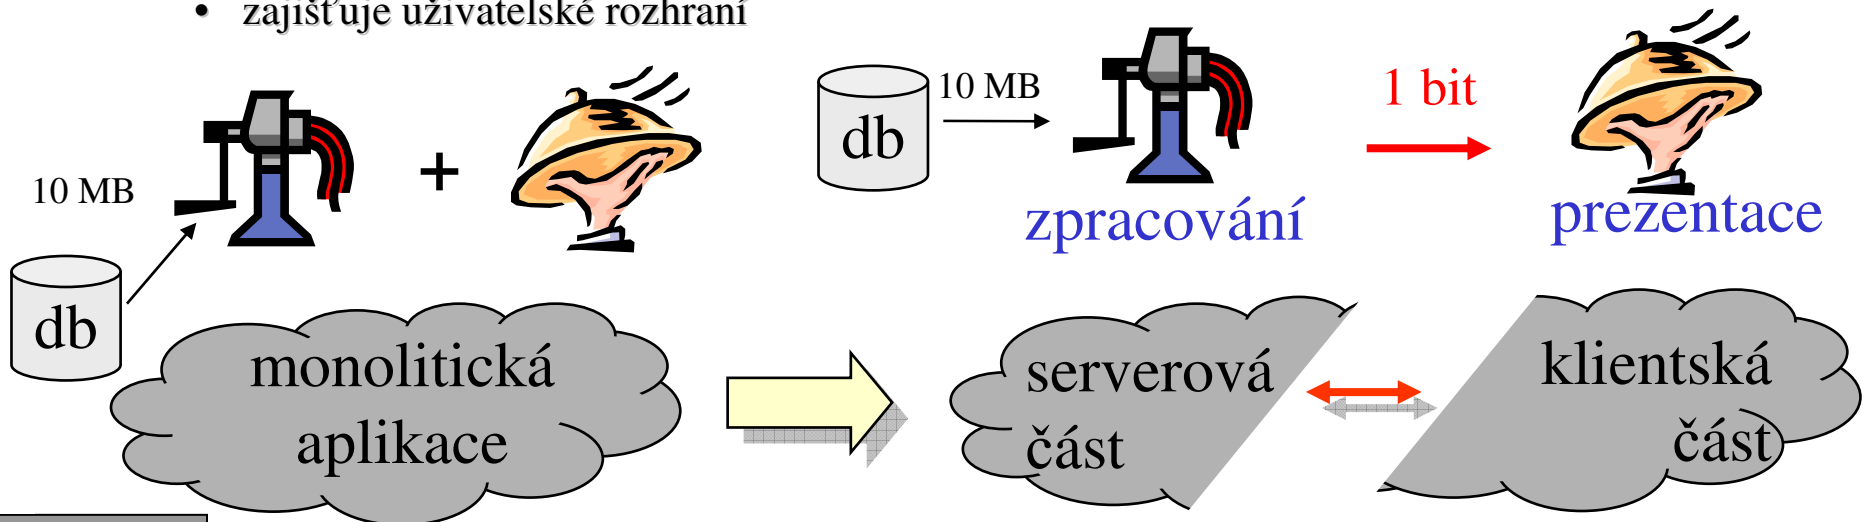 • zajišťuje uživatelské rozhraní
10 MB
db
+
monolitická
aplikace
db
10 MB
zpracování
1 bit
prezentace
serverová
část
klientská
část